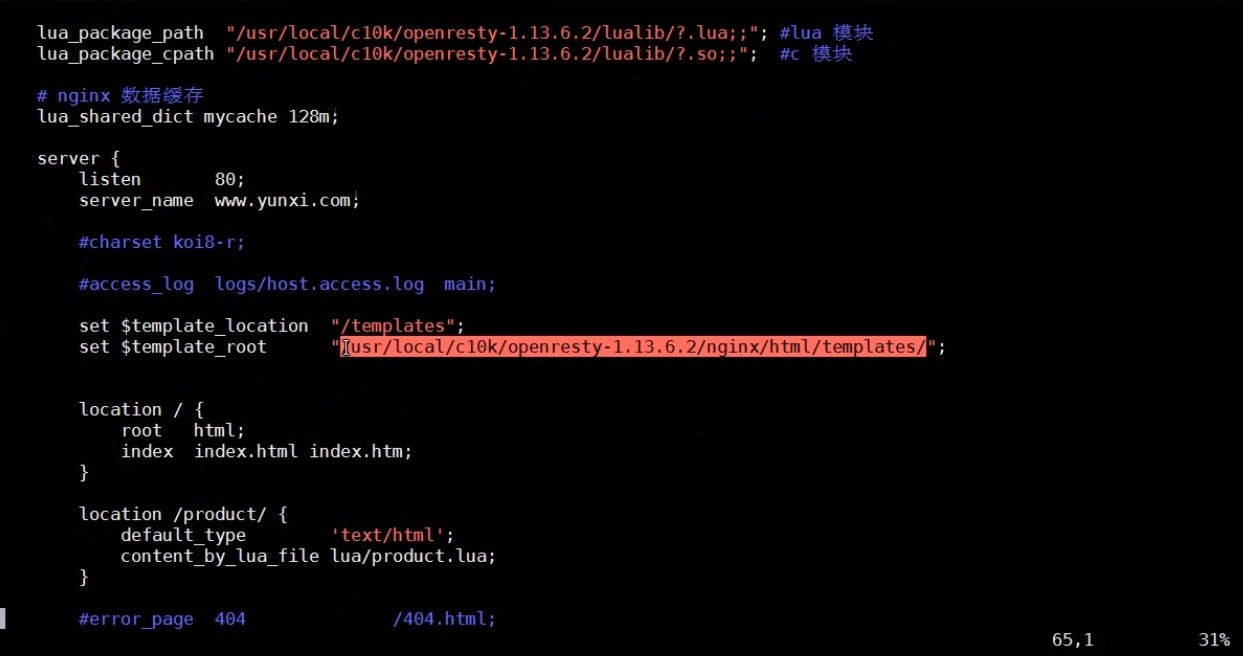 lua_package_path  "/usr/local/c10k/openresty-1.13.6.2/lualib/?.lua;;"; #lua 模块
lua_package_cpath "/usr/local/c10k/openresty-1.13.6.2/lualib/?.so;;";  #c 模块
# nginx 数据缓存
lua_shared_dict mycache 128m;
server {
    listen       80;
    server_name  www.yunxi.com;
    #charset koi8-r;
    #access_log  logs/host.access.log  main;
    set $template_location  "/templates";
    set $template_root      "/usr/local/c10k/openresty-1.13.6.2/nginx/html/templates/";
    location / {
        root   html;
        index  index.html index.htm;
    }
    location /product/ {
        default_type        'text/html';
        content_by_lua_file lua/product.lua;
    }
    #error_page  404              /404.html;
65,1          31%